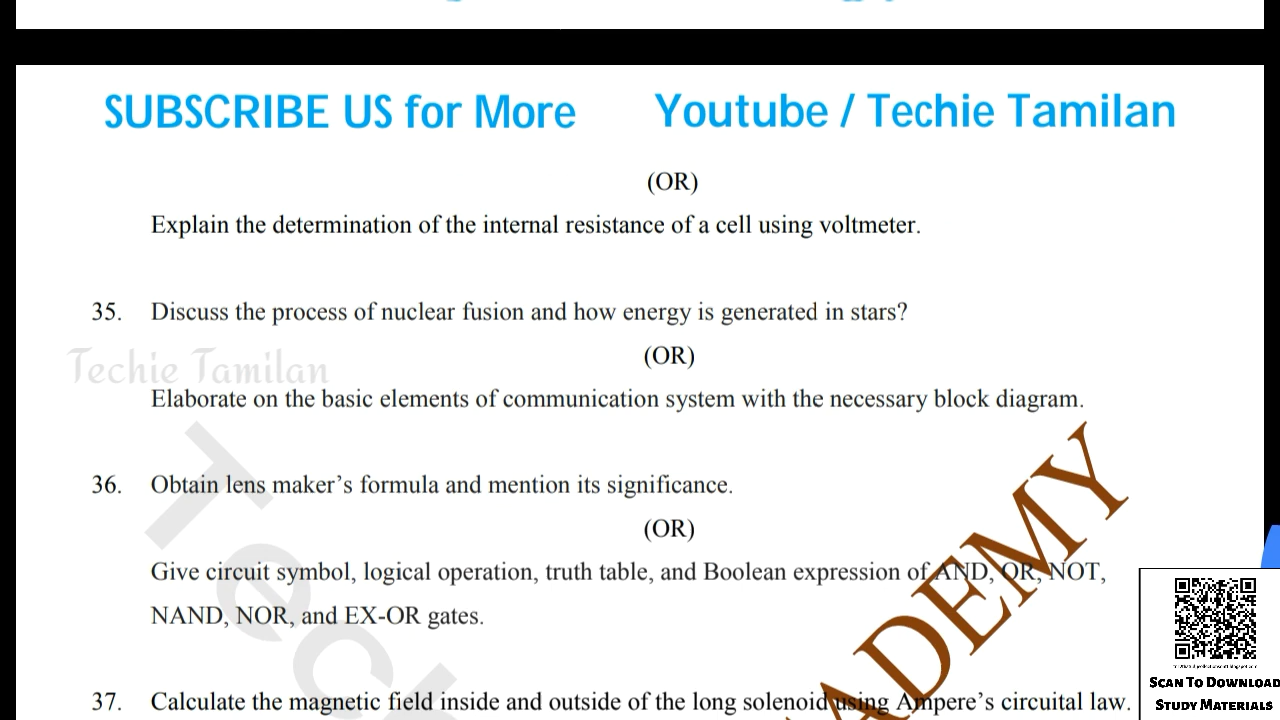 SUBSCRIBE US for More Youtube / Techie Tamilan
(OR)
Explain the determination of the internal resistance of a cell using voltmeter.
35. Discuss the process of nuclear fusion and how energy is generated in stars?
(OR)
Techie Tamilan
Elaborate on the basic elements of communication system with the necessary block diagram.
36. Obtain lens maker’s formula and mention its significance.
(OR)
Give circuit symbol, logical operation, truth table, and Boolean expression of AND, OR, NOT,
NAND, NOR, and EX-OR gates.
37. Calculate the magnetic field inside and outside of the long solenoid using Ampere’s circuital law.
Tech
ADEMY
SCAN TO DOWNLOAD
STUDY MATERIALS